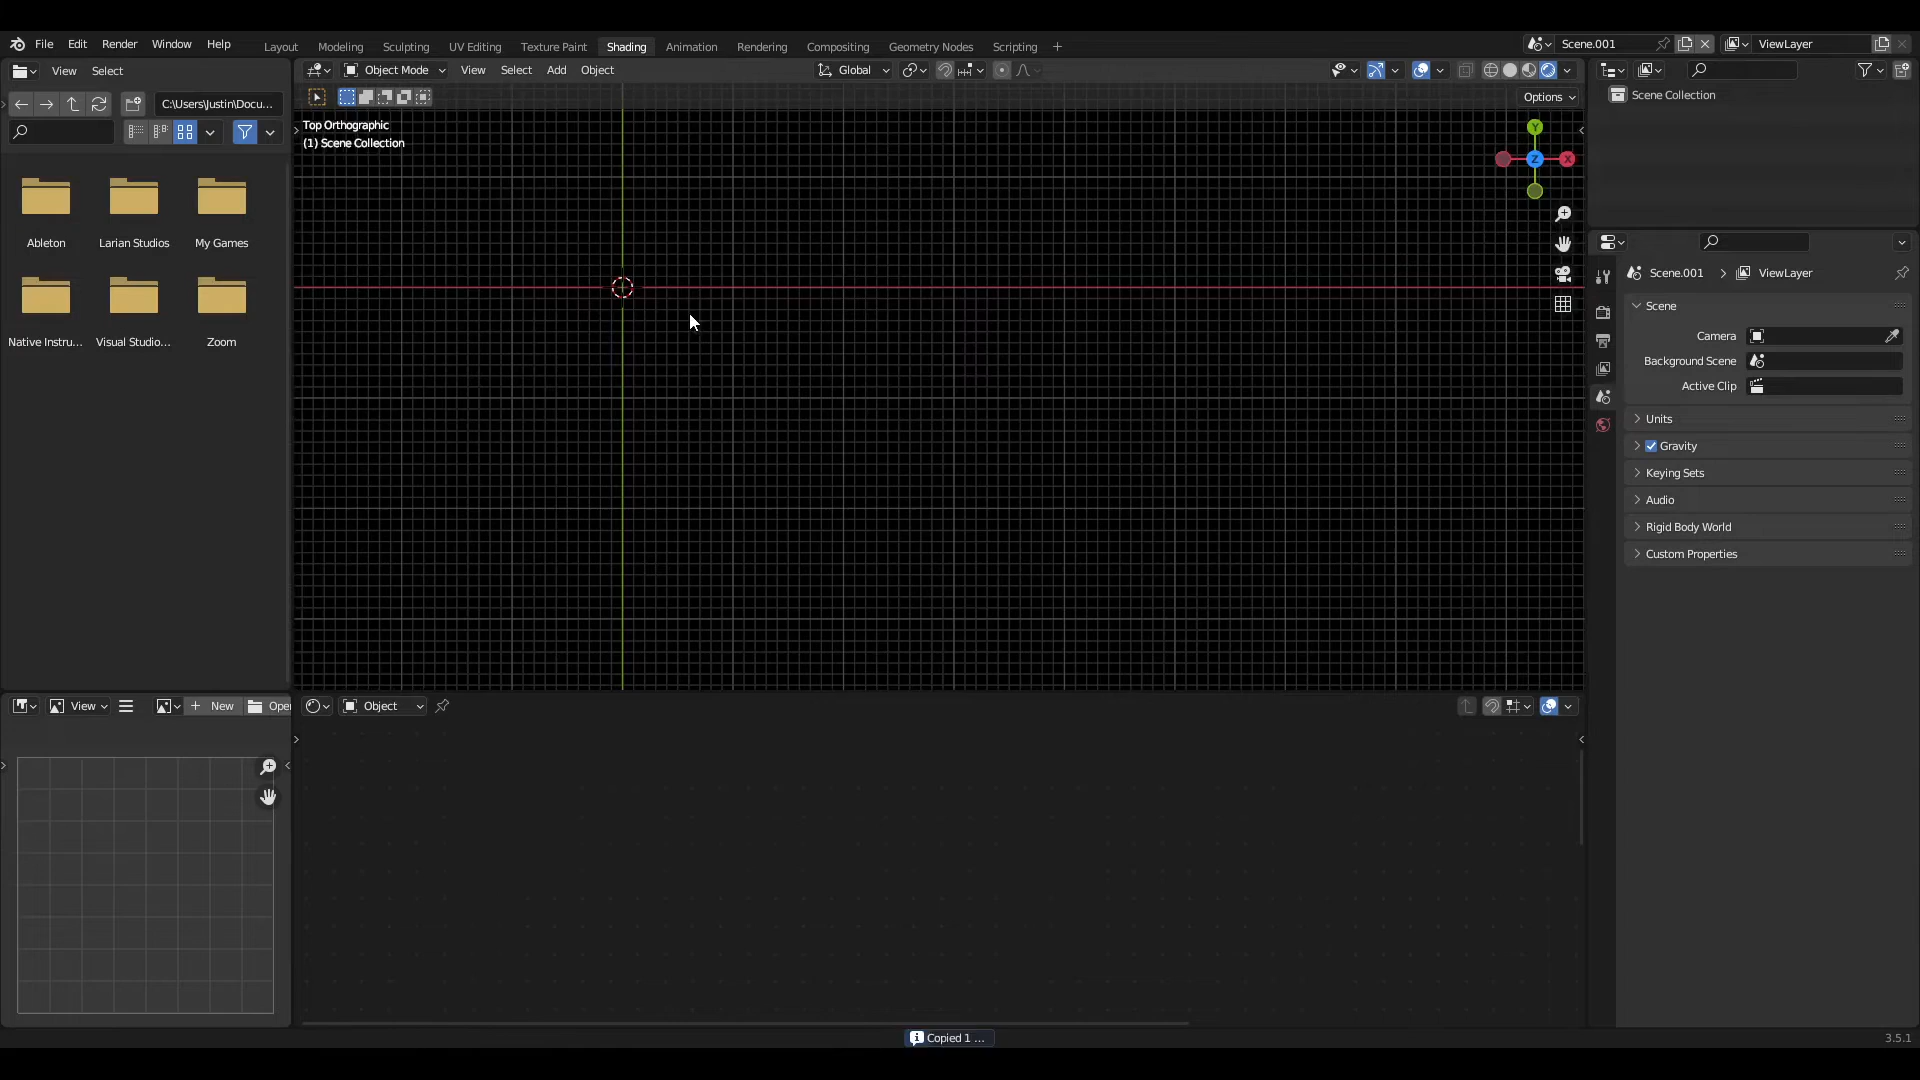 File Edit Render Window Help Layout Modeling Sculpting UV Editing Texture Paint Shading Animation Rendering Compositing Geometry Nodes Scripting Scene.001 ViewLayer
View Select
Object Mode View Select Add Object Global
Scene Collection
C:\Users\Justin\Docu...
Options
Top Orthographic
(1) Scene Collection
Y
Z
X
Ableton Larian Studios My Games
Native Instru... Visual Studio... Zoom
Scene.001 ViewLayer
Scene
Camera
Background Scene
Active Clip
Units
Gravity
Keying Sets
Audio
Rigid Body World
Custom Properties
View New Oper
Object
Copied 1 ...
3.5.1